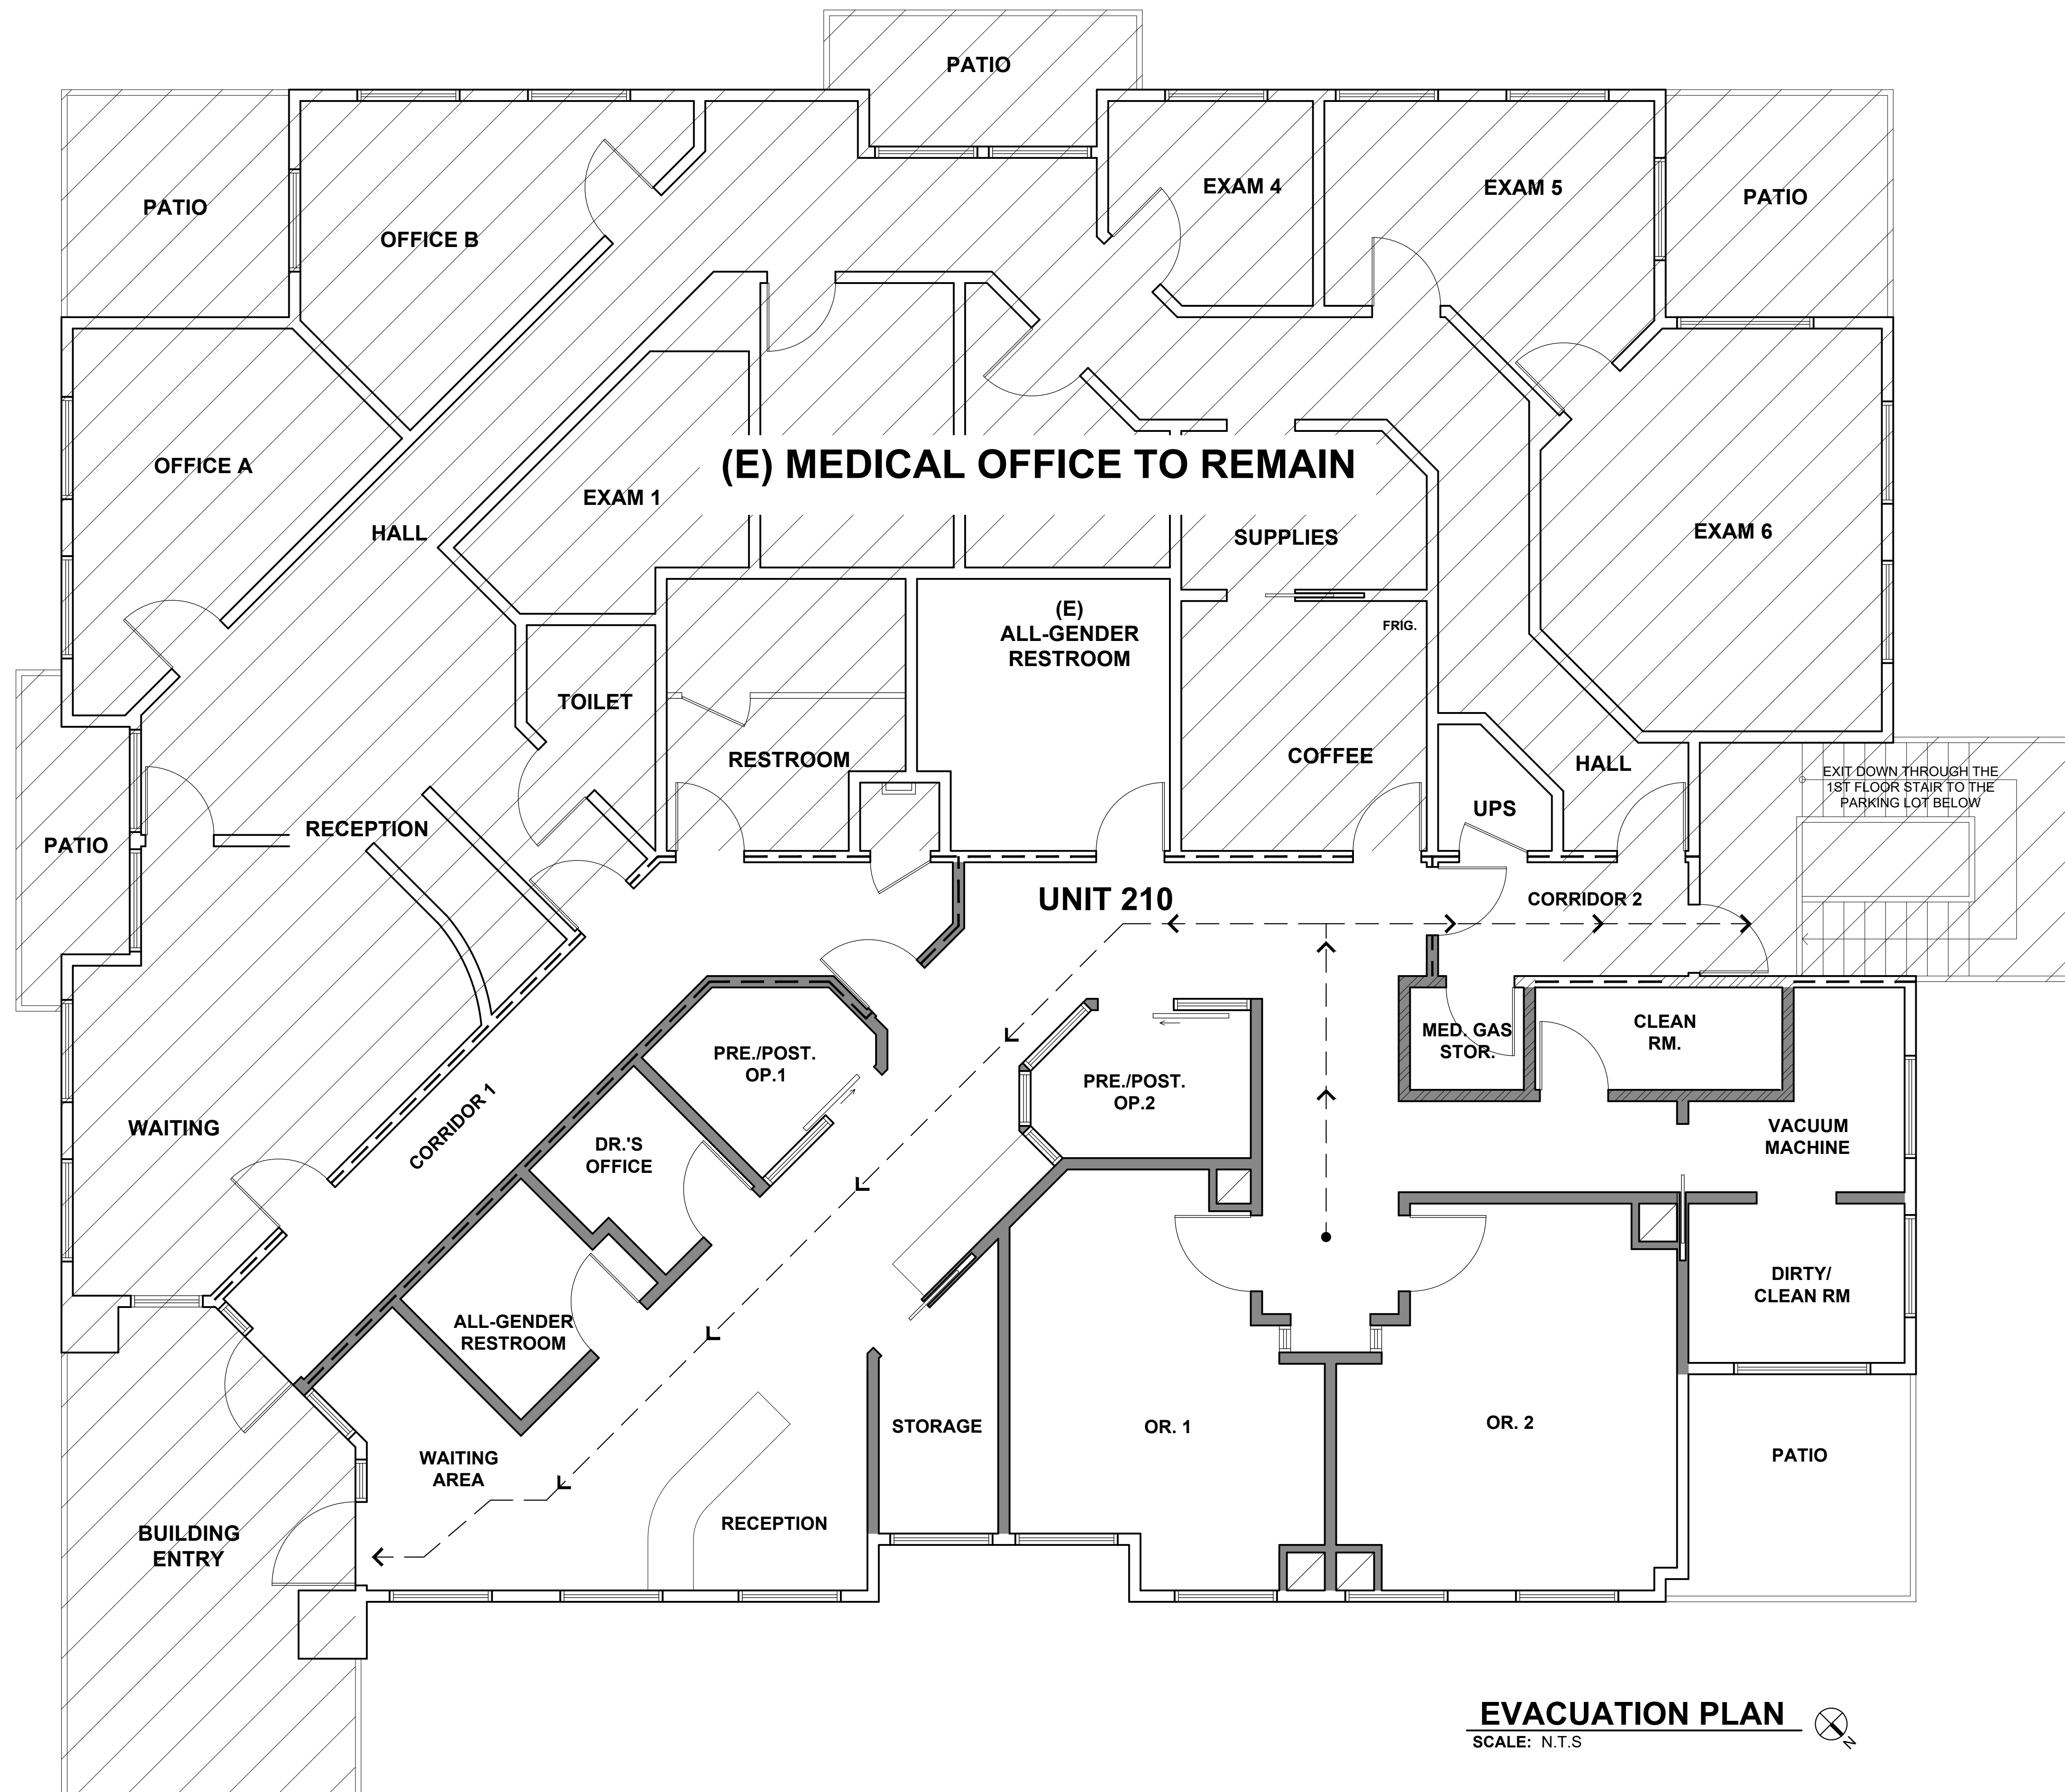 PATIO
EXAM 4
EXAM 5
PATIO
PATIO
OFFICE B
OFFICE A
(E) MEDICAL OFFICE TO REMAIN
EXAM 1
HALL
SUPPLIES
EXAM 6
(E)
ALL-GENDER
RESTROOM
FRIG.
TOILET
RESTROOM
COFFEE
HALL
EXIT DOWN THROUGH THE
1ST FLOOR STAIR TO THE
PARKING LOT BELOW
UPS
RECEPTION
PATIO
UNIT 210
CORRIDOR 2
MED. GAS
STOR.
CLEAN
RM.
PRE./POST.
OP.1
PRE./POST.
OP.2
CORRIDOR 1
WAITING
VACUUM
MACHINE
DR.'S
OFFICE
DIRTY/
CLEAN RM
ALL-GENDER
RESTROOM
STORAGE
OR. 1
OR. 2
WAITING
AREA
PATIO
RECEPTION
BUILDING
ENTRY
EVACUATION PLAN
SCALE: N.T.S
N